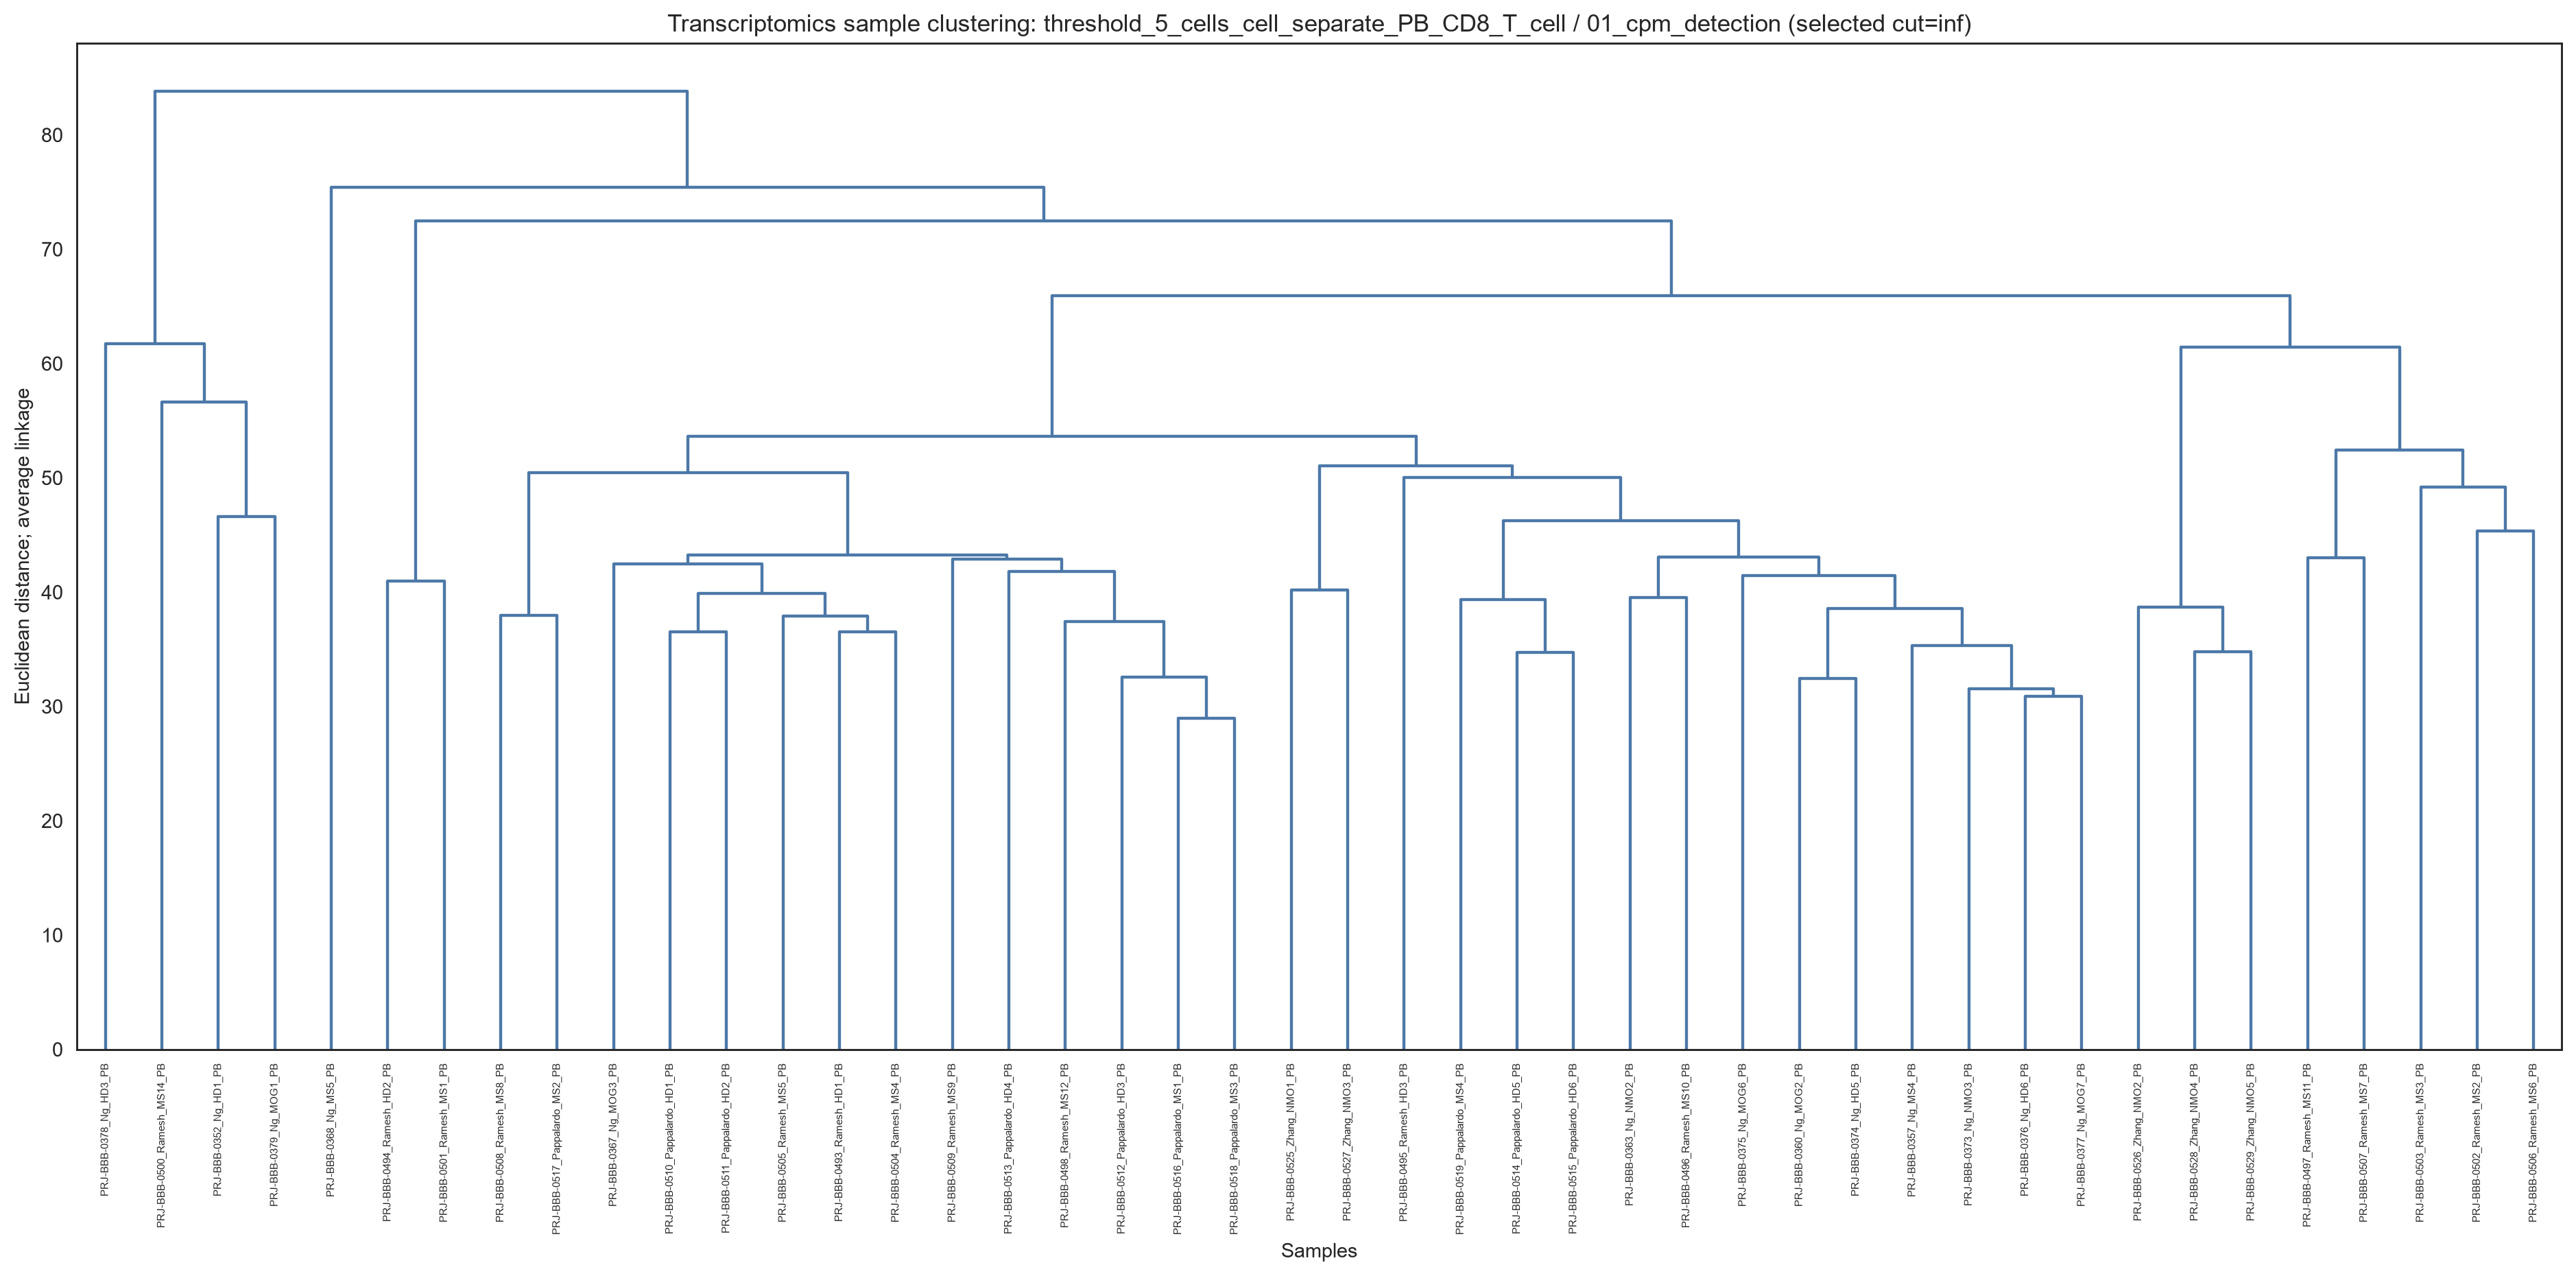 Transcriptomics sample clustering: threshold_5_cells_cell_separate_PB_CD8_T_cell / 01_cpm_detection (selected cut=inf)
Euclidean distance; average linkage
80
70
60
50
40
30
20
10
0
PRJ-BBB-0378_Ng_HD3_PB
PRJ-BBB-0500_Ramesh_MS14_PB
PRJ-BBB-0352_Ng_HD1_PB
PRJ-BBB-0379_Ng_MOG1_PB
PRJ-BBB-0368_Ng_MS5_PB
PRJ-BBB-0494_Ramesh_HD2_PB
PRJ-BBB-0501_Ramesh_MS1_PB
PRJ-BBB-0508_Ramesh_MS8_PB
PRJ-BBB-0517_Pappalardo_MS2_PB
PRJ-BBB-0367_Ng_MOG3_PB
PRJ-BBB-0510_Pappalardo_HD1_PB
PRJ-BBB-0511_Pappalardo_HD2_PB
PRJ-BBB-0505_Ramesh_MS5_PB
PRJ-BBB-0493_Ramesh_HD1_PB
PRJ-BBB-0504_Ramesh_MS4_PB
PRJ-BBB-0509_Ramesh_MS9_PB
PRJ-BBB-0513_Pappalardo_HD4_PB
PRJ-BBB-0498_Ramesh_MS12_PB
PRJ-BBB-0512_Pappalardo_HD3_PB
PRJ-BBB-0516_Pappalardo_MS1_PB
PRJ-BBB-0518_Pappalardo_MS3_PB
PRJ-BBB-0525_Zhang_NMO1_PB
PRJ-BBB-0527_Zhang_NMO3_PB
PRJ-BBB-0495_Ramesh_HD3_PB
PRJ-BBB-0519_Pappalardo_MS4_PB
PRJ-BBB-0514_Pappalardo_HD5_PB
PRJ-BBB-0515_Pappalardo_HD6_PB
PRJ-BBB-0363_Ng_NMO2_PB
PRJ-BBB-0496_Ramesh_MS10_PB
PRJ-BBB-0375_Ng_MOG6_PB
PRJ-BBB-0360_Ng_MOG2_PB
PRJ-BBB-0374_Ng_HD5_PB
PRJ-BBB-0357_Ng_MS4_PB
PRJ-BBB-0373_Ng_NMO3_PB
PRJ-BBB-0376_Ng_HD6_PB
PRJ-BBB-0377_Ng_MOG7_PB
PRJ-BBB-0526_Zhang_NMO2_PB
PRJ-BBB-0528_Zhang_NMO4_PB
PRJ-BBB-0529_Zhang_NMO5_PB
PRJ-BBB-0497_Ramesh_MS11_PB
PRJ-BBB-0507_Ramesh_MS7_PB
PRJ-BBB-0503_Ramesh_MS3_PB
PRJ-BBB-0502_Ramesh_MS2_PB
PRJ-BBB-0506_Ramesh_MS6_PB
Samples